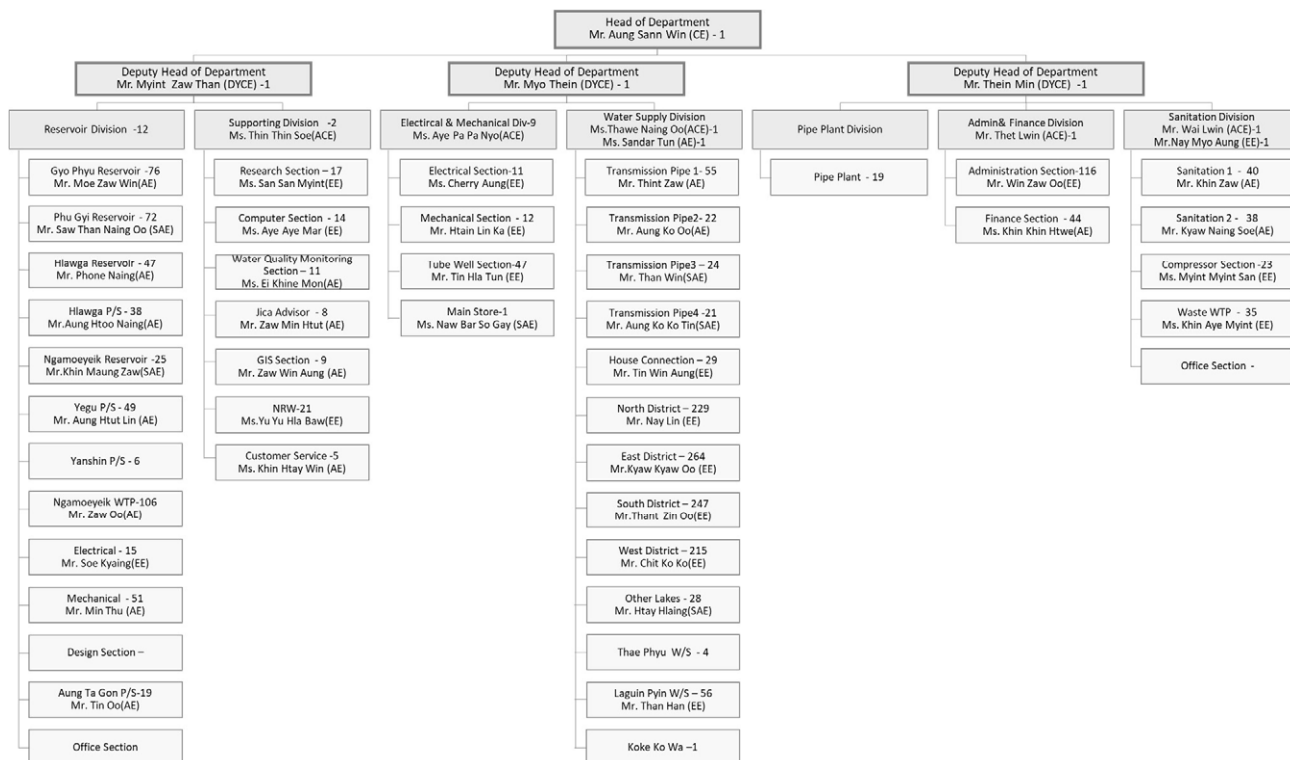 Head of Department
Mr. Aung Sann Win (CE) - 1
Deputy Head of Department
Mr. Myint Zaw Than (DYCE) -1
Deputy Head of Department
Mr. Myo Thein (DYCE) - 1
Deputy Head of Department
Mr. Thein Min (DYCE) -1
Reservoir Division -12
Gyo Phyu Reservoir -76
Mr. Moe Zaw Win(AE)
Phu Gyi Reservoir - 72
Mr. Saw Than Naing Oo (SAE)
Hlawga Reservoir - 47
Mr. Phone Naing(AE)
Hlawga P/S - 38
Mr.Aung Htoo Naing(AE)
Ngamoeyeik Reservoir -25
Mr.Khin Maung Zaw(SAE)
Yegu P/S - 49
Mr. Aung Htut Lin (AE)
Yanshin P/S - 6
Ngamoeyeik WTP-106
Mr. Zaw Oo(AE)
Electrical - 15
Mr. Soe Kyaing(EE)
Mechanical - 51
Mr. Min Thu (AE)
Design Section –
Aung Ta Gon P/S-19
Mr. Tin Oo(AE)
Office Section
Supporting Division -2
Ms. Thin Thin Soe(ACE)
Research Section – 17
Ms. San San Myint(EE)
Computer Section - 14
Ms. Aye Aye Mar (EE)
Water Quality Monitoring
Section – 11
Ms. Ei Khine Mon(AE)
Jica Advisor - 8
Mr. Zaw Min Htut (AE)
GIS Section - 9
Mr. Zaw Win Aung (AE)
NRW-21
Ms.Yu Yu Hla Baw(EE)
Customer Service -5
Ms. Khin Htay Win (AE)
Electircal & Mechanical Div-9
Ms. Aye Pa Pa Nyo(ACE)
Electrical Section-11
Ms. Cherry Aung(EE)
Mechanical Section - 12
Mr. Htain Lin Ka (EE)
Tube Well Section-47
Mr. Tin Hla Tun (EE)
Main Store-1
Ms. Naw Bar So Gay (SAE)
Water Supply Division
Ms.Thawe Naing Oo(ACE)-1
Ms. Sandar Tun (AE)-1
Transmission Pipe 1- 55
Mr. Thint Zaw (AE)
Transmission Pipe2- 22
Mr. Aung Ko Oo(AE)
Transmission Pipe3 – 24
Mr. Than Win(SAE)
Transmission Pipe4 -21
Mr. Aung Ko Ko Tin(SAE)
House Connection – 29
Mr. Tin Win Aung(EE)
North District – 229
Mr. Nay Lin (EE)
East District – 264
Mr.Kyaw Kyaw Oo (EE)
South District – 247
Mr.Thant Zin Oo(EE)
West District – 215
Mr. Chit Ko Ko(EE)
Other Lakes - 28
Mr. Htay Hlaing(SAE)
Thae Phyu W/S - 4
Laguin Pyin W/S – 56
Mr. Than Han (EE)
Koke Ko Wa –1
Pipe Plant Division
Pipe Plant - 19
Admin& Finance Division
Mr. Thet Lwin (ACE)-1
Administration Section-116
Mr. Win Zaw Oo(EE)
Finance Section - 44
Ms. Khin Khin Htwe(AE)
Sanitation Division
Mr. Wai Lwin (ACE)-1
Mr.Nay Myo Aung (EE)-1
Sanitation 1 - 40
Mr. Khin Zaw (AE)
Sanitation 2 - 38
Mr. Kyaw Naing Soe(AE)
Compressor Section -23
Ms. Myint Myint San (EE)
Waste WTP - 35
Ms. Khin Aye Myint (EE)
Office Section -